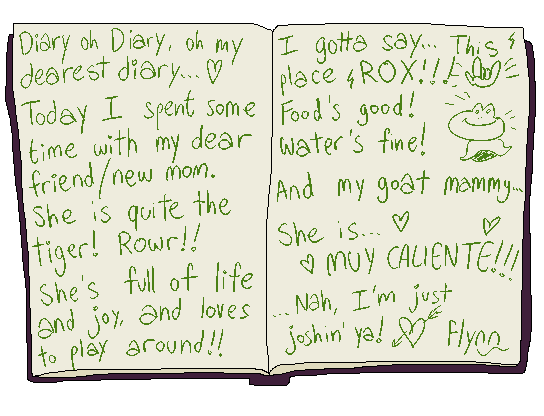 Diary oh Diary, oh my
dearest diary...♡
Today I spent some
time with my dear
friend/new mom.
She is quite the
tiger! Rowr!!
She's full of life
and joy, and loves
to play around!!
I gotta say... This
place ROX!!!
Food's good!
Water's fine!
And my goat mammy...
She is... ♡ ♡
♡ MUY CALIENTE!!!
...Nah, I'm just
joshin' ya! ♡ Flynn